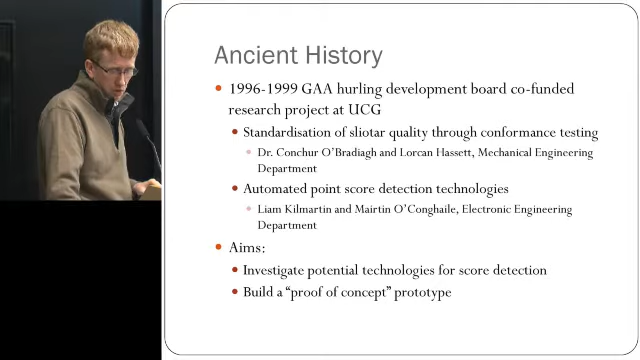 Ancient History
1996-1999 GAA hurling development board co-funded
research project at UCG
Standardisation of sliotar quality through conformance testing
Dr. Conchur O'Bradiagh and Lorcan Hassett, Mechanical Engineering
Department
Automated point score detection technologies
Liam Kilmartin and Mairtin O'Conghaile, Electronic Engineering
Department
Aims:
Investigate potential technologies for score detection
Build a "proof of concept" prototype